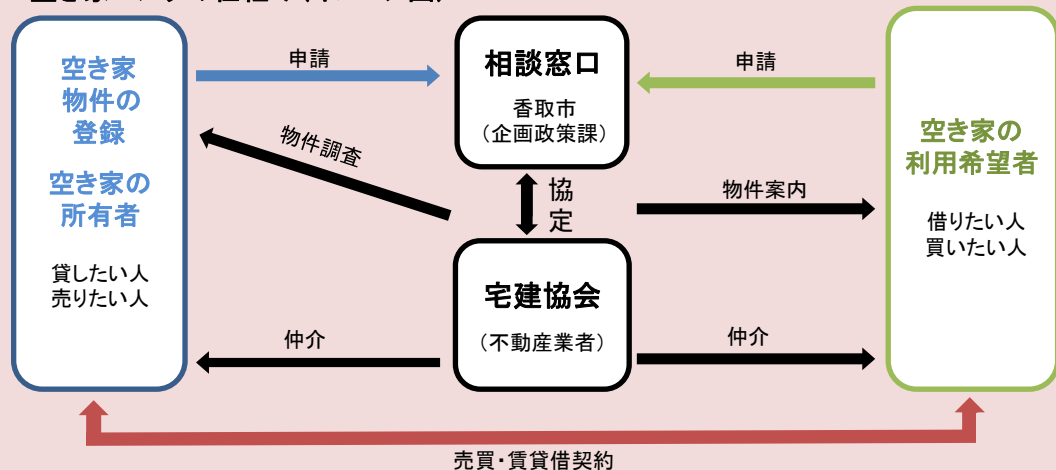 申請
相談窓口
香取市
（企画政策課）
申請
空き家
物件の
登録
空き家の
所有者
貸したい人
売りたい人
物件調査
協
定
物件案内
空き家の
利用希望者
借りたい人
買いたい人
宅建協会
（不動産業者）
仲介
仲介
売買・賃貸借契約